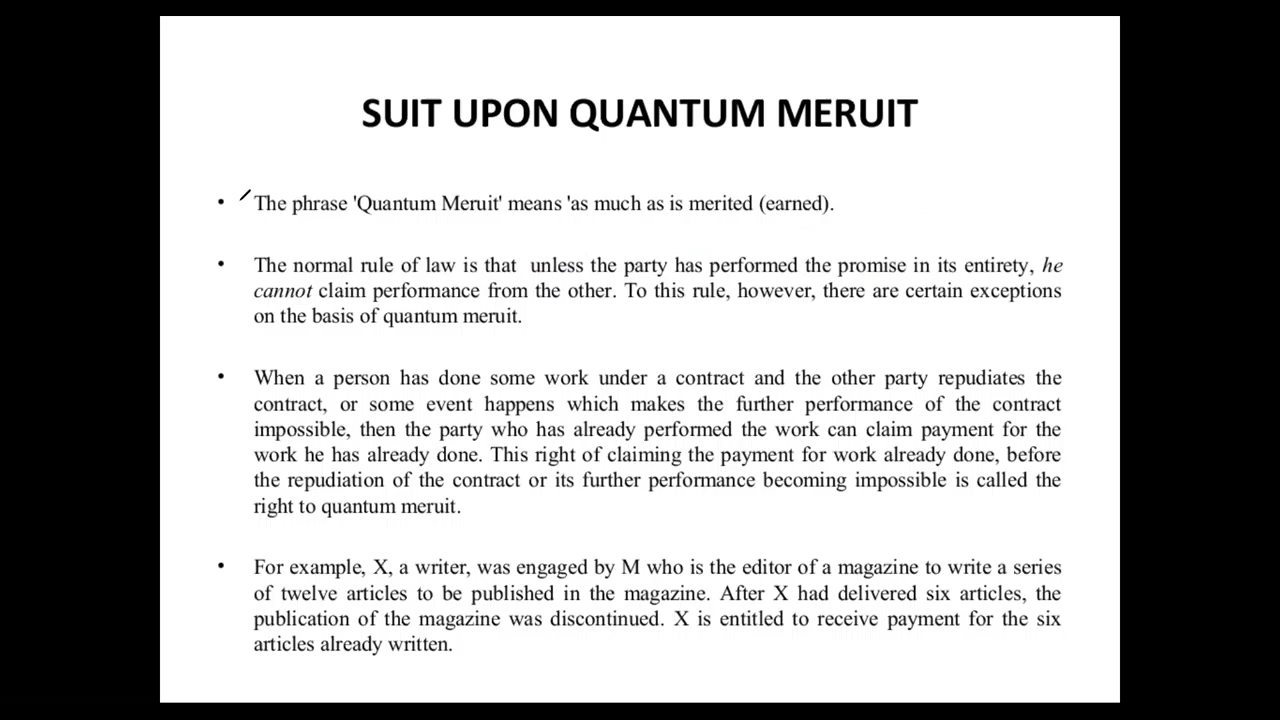 SUIT UPON QUANTUM MERUIT
• The phrase 'Quantum Meruit' means 'as much as is merited (earned).
• The normal rule of law is that unless the party has performed the promise in its entirety, he
cannot claim performance from the other. To this rule, however, there are certain exceptions
on the basis of quantum meruit.
• When a person has done some work under a contract and the other party repudiates the
contract, or some event happens which makes the further performance of the contract
impossible, then the party who has already performed the work can claim payment for the
work he has already done. This right of claiming the payment for work already done, before
the repudiation of the contract or its further performance becoming impossible is called the
right to quantum meruit.
• For example, X, a writer, was engaged by M who is the editor of a magazine to write a series
of twelve articles to be published in the magazine. After X had delivered six articles, the
publication of the magazine was discontinued. X is entitled to receive payment for the six
articles already written.